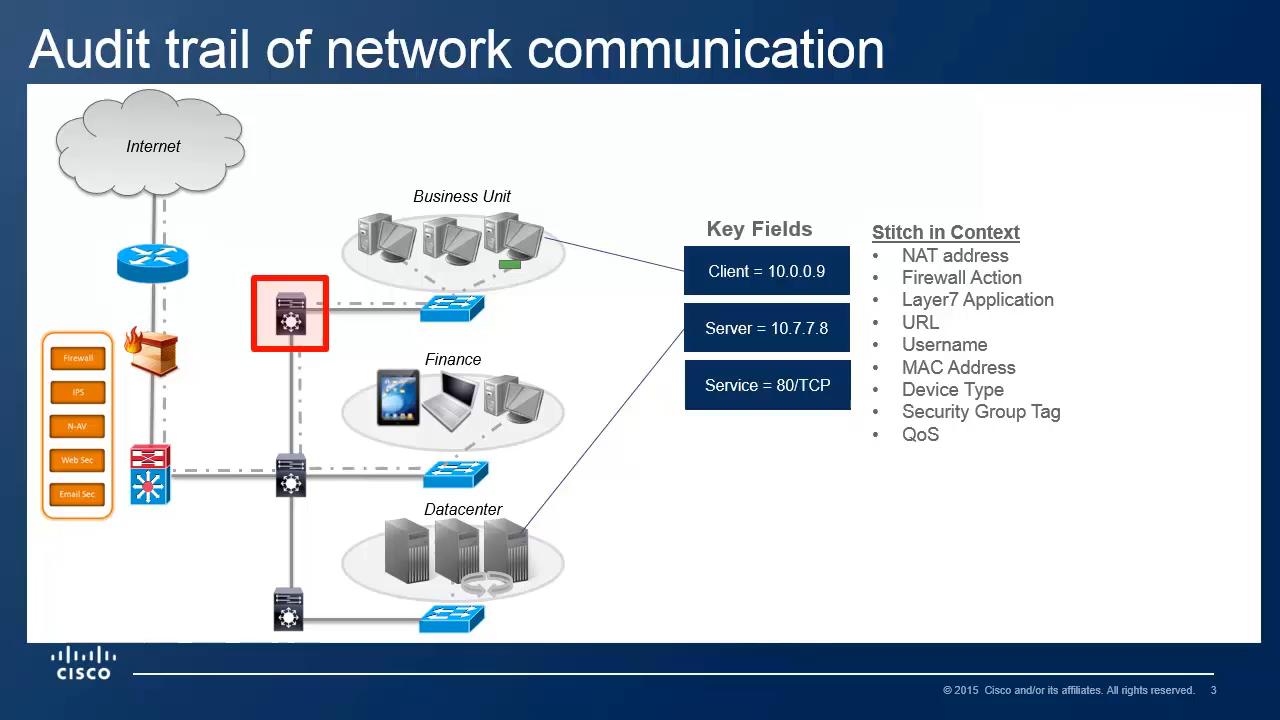 Audit trail of network communication
Internet
Business Unit
Key Fields
Stitch in Context
Client = 10.0.0.9
Server = 10.7.7.8
Service = 80/TCP
• NAT address
• Firewall Action
• Layer7 Application
• URL
• Username
• MAC Address
• Device Type
• Security Group Tag
• QoS
Firewall
IPS
N-AV
Web Sec
Email Sec
Finance
Datacenter
CISCO
© 2015 Cisco and/or its affiliates. All rights reserved. 3